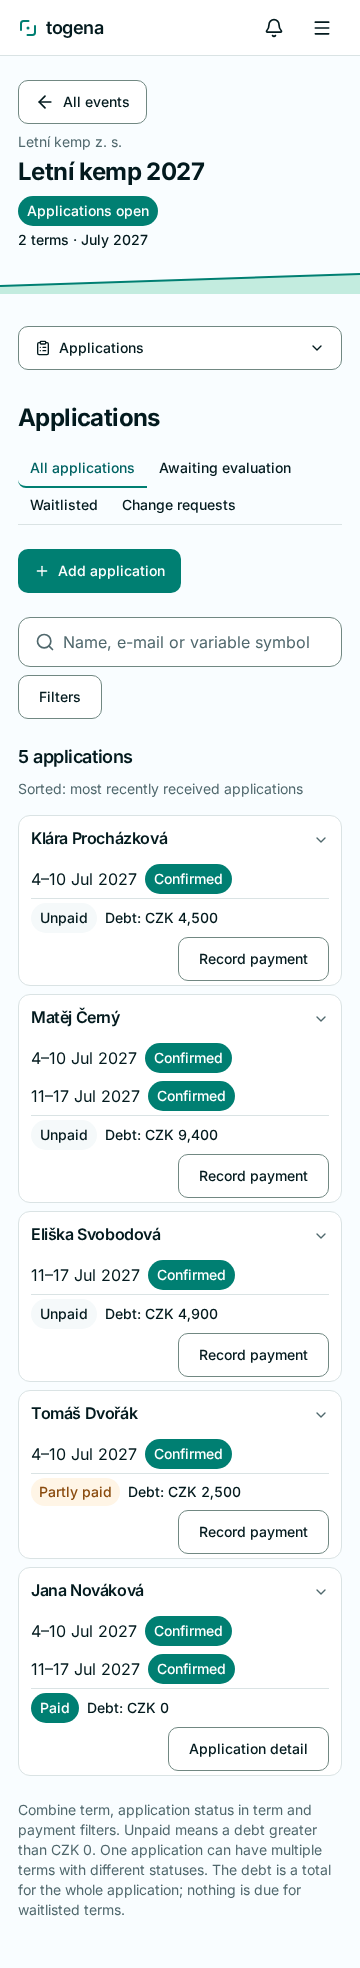 togena
All events
Letní kemp z. s.
Letní kemp 2027
Applications open
2 terms · July 2027
Applications
Applications
All applications
Awaiting evaluation
Waitlisted
Change requests
Add application
Name, e-mail or variable symbol
Filters
5 applications
Sorted: most recently received applications
Klára Procházková
4–10 Jul 2027 Confirmed
Unpaid Debt: CZK 4,500
Record payment
Matěj Černý
4–10 Jul 2027 Confirmed
11–17 Jul 2027 Confirmed
Unpaid Debt: CZK 9,400
Record payment
Eliška Svobodová
11–17 Jul 2027 Confirmed
Unpaid Debt: CZK 4,900
Record payment
Tomáš Dvořák
4–10 Jul 2027 Confirmed
Partly paid Debt: CZK 2,500
Record payment
Jana Nováková
4–10 Jul 2027 Confirmed
11–17 Jul 2027 Confirmed
Paid Debt: CZK 0
Application detail
Combine term, application status in term and
payment filters. Unpaid means a debt greater
than CZK 0. One application can have multiple
terms with different statuses. The debt is a total
for the whole application; nothing is due for
waitlisted terms.